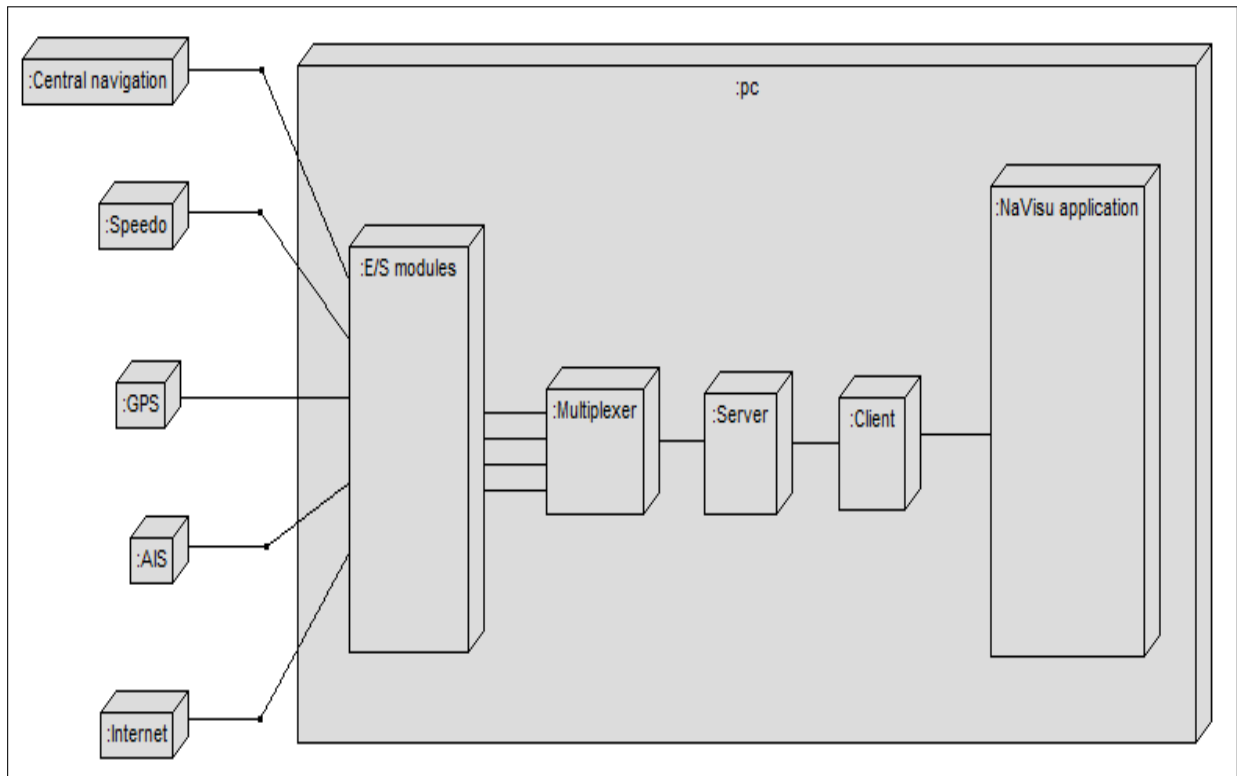 :Central navigation
:pc
:Speedo
:NaVisu application
:E/S modules
:GPS
:Multiplexer
:Server
:Client
:AIS
:Internet